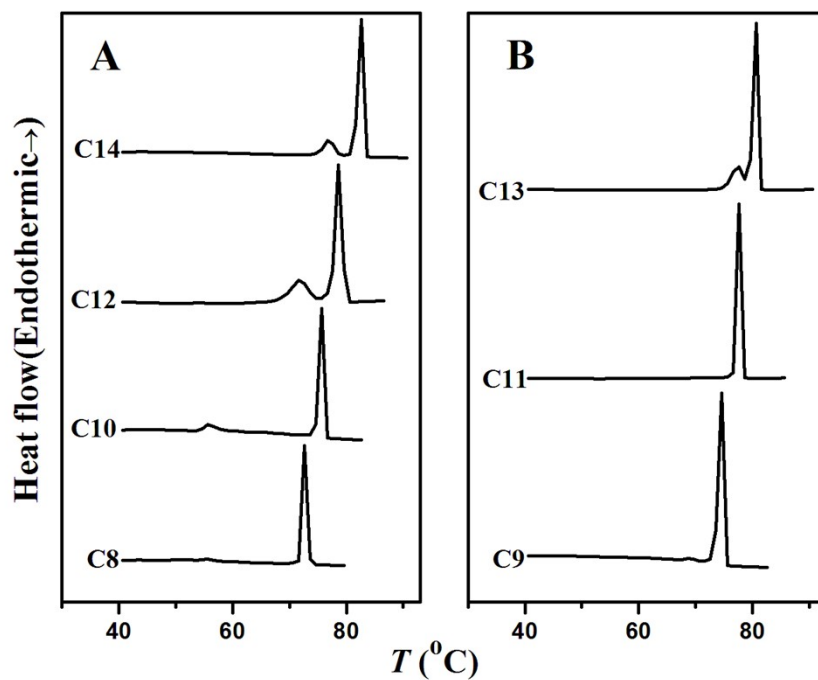 A
C14
C12
C10
C8
40
60
80
B
C13
C11
C9
40
60
80
Heat flow(Endothermic→)
T (°C)